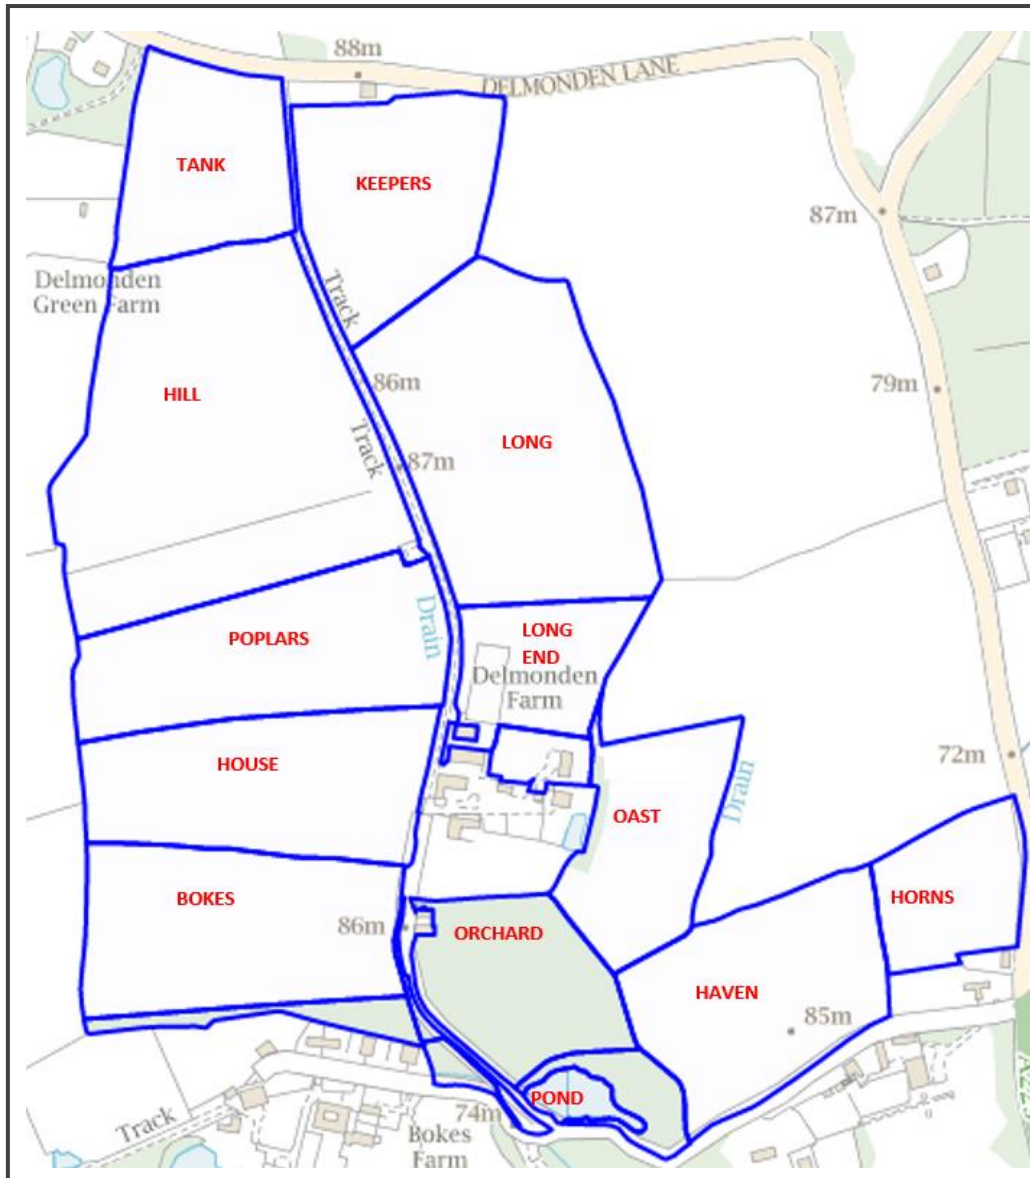 88m
DELMONDEN LANE
TANK
KEEPERS
87m
Delmonden
Green Farm
Track
86m
79m
HILL
LONG
Track
87m
Drain
POPLARS
LONG
END
Delmonden
Farm
HOUSE
72m
Drain
OAST
BOKES
HORNS
86m
ORCHARD
HAVEN
85m
POND
74m
Track
Bokes
Farm